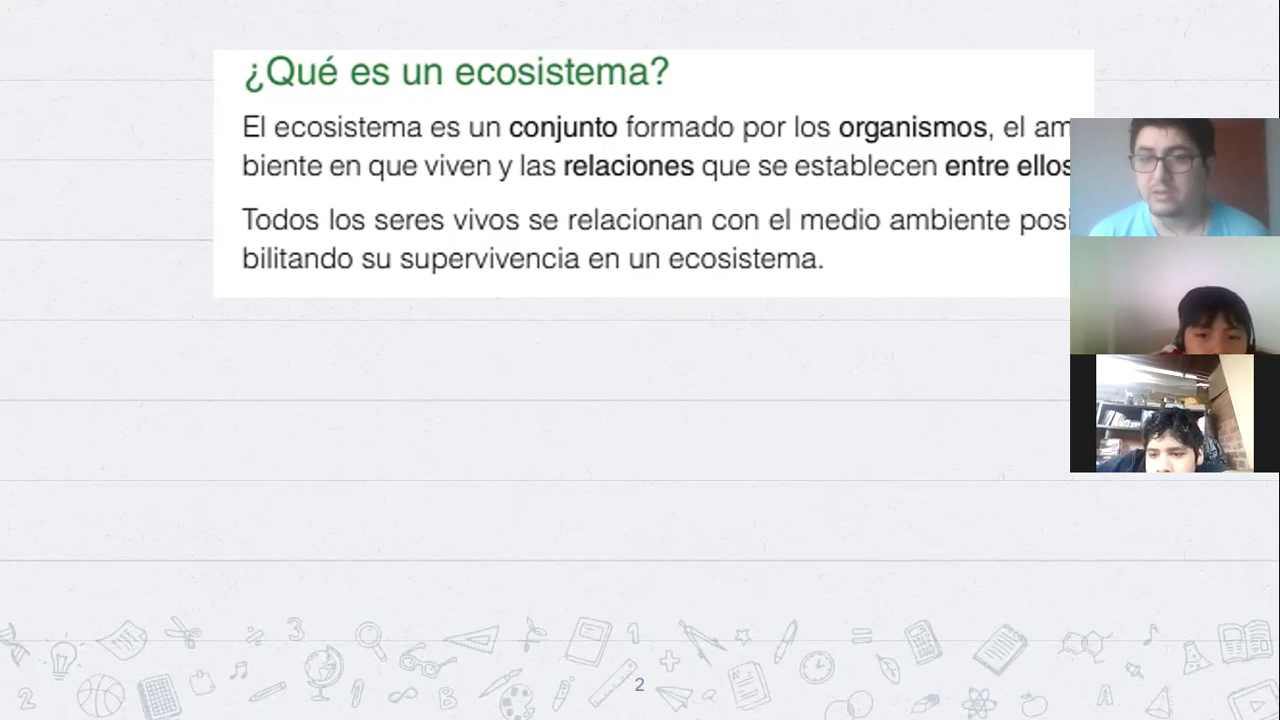 ¿Qué es un ecosistema?
El ecosistema es un conjunto formado por los organismos, el am
biente en que viven y las relaciones que se establecen entre ellos
Todos los seres vivos se relacionan con el medio ambiente posi
bilitando su supervivencia en un ecosistema.
2